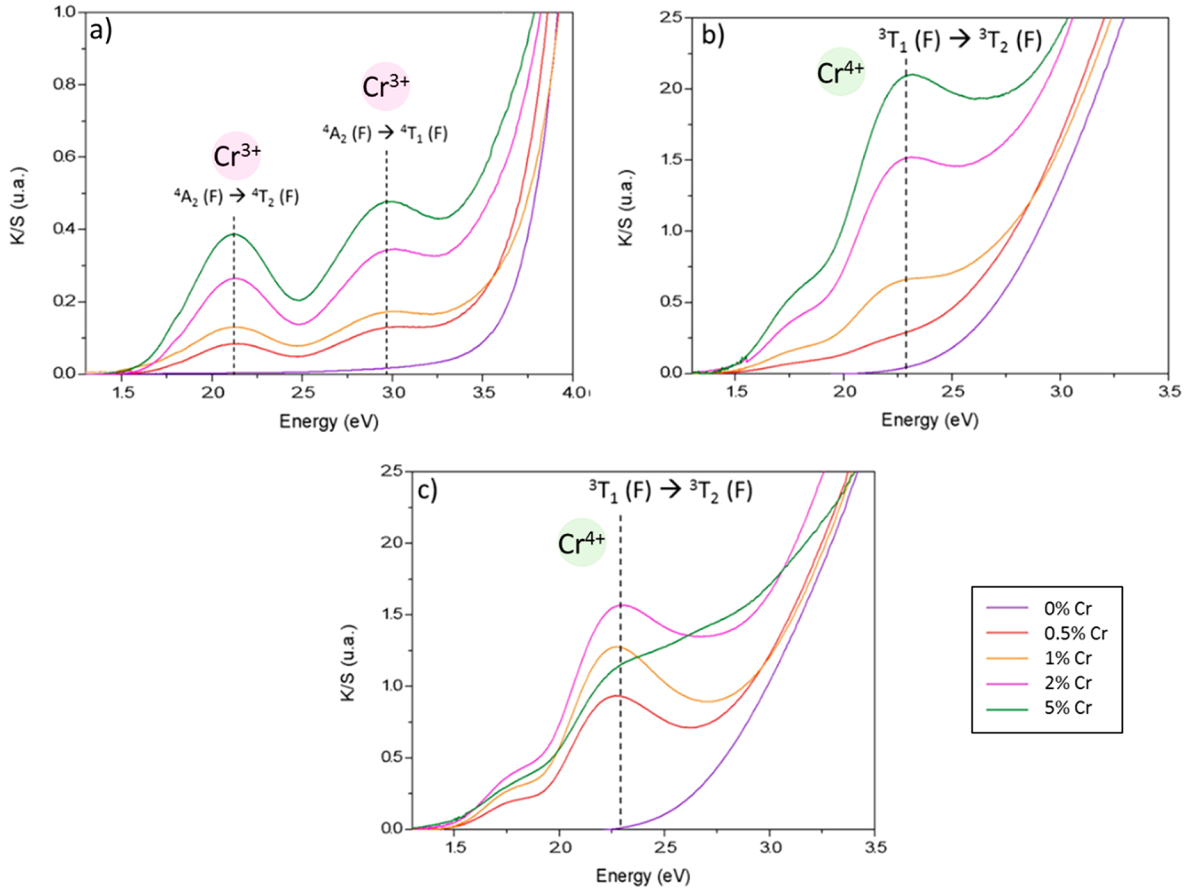 a)
1.0
0.8
0.6
0.4
0.2
0.0
K/S (u.a.)
Cr³⁺
⁴A₂ (F) → ⁴T₂ (F)
Cr³⁺
⁴A₂ (F) → ⁴T₁ (F)
1.5 2.0 2.5 3.0 3.5 4.0
Energy (eV)
b)
2.5
2.0
1.5
1.0
0.5
0.0
K/S (u.a.)
Cr⁴⁺
³T₁ (F) → ³T₂ (F)
1.5 2.0 2.5 3.0 3.5
Energy (eV)
c)
2.5
2.0
1.5
1.0
0.5
0.0
K/S (u.a.)
³T₁ (F) → ³T₂ (F)
Cr⁴⁺
1.5 2.0 2.5 3.0 3.5
Energy (eV)
0% Cr
0.5% Cr
1% Cr
2% Cr
5% Cr